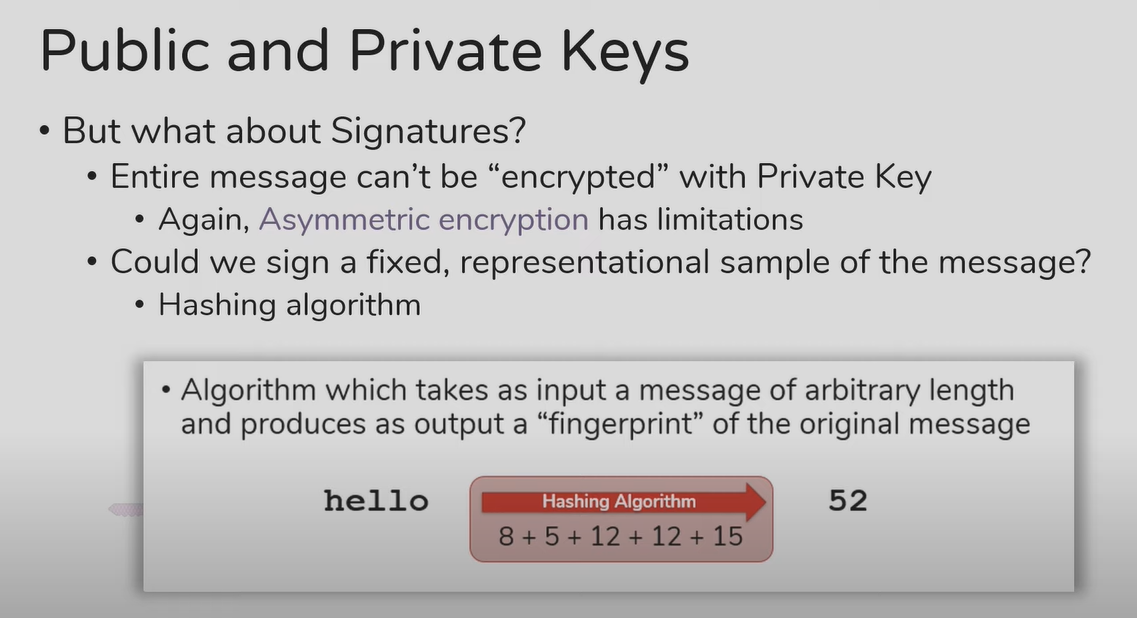 Public and Private Keys
• But what about Signatures?
• Entire message can’t be “encrypted” with Private Key
• Again, Asymmetric encryption has limitations
• Could we sign a fixed, representational sample of the message?
• Hashing algorithm
• Algorithm which takes as input a message of arbitrary length
and produces as output a “fingerprint” of the original message
hello
Hashing Algorithm
8 + 5 + 12 + 12 + 15
52